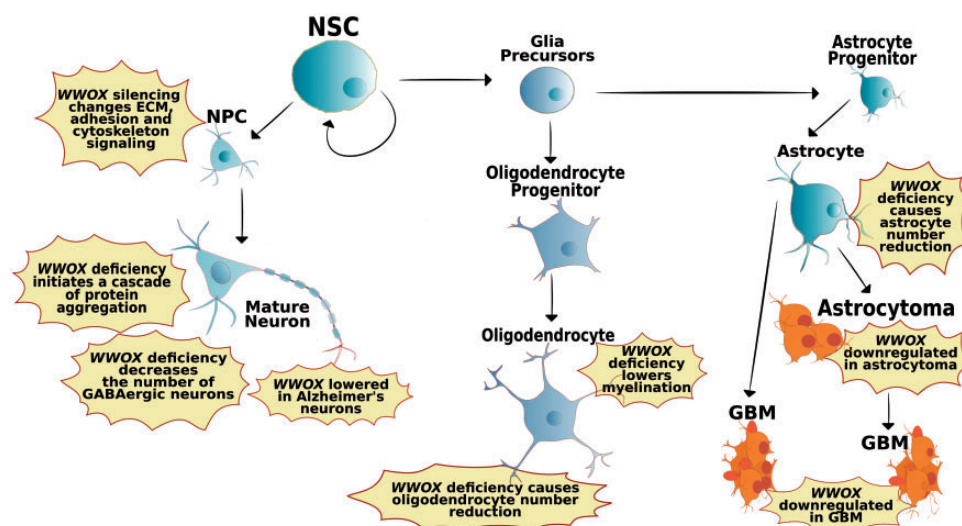 NSC
Glia
Precursors
Astrocyte
Progenitor
WWOX silencing
changes ECM,
adhesion and
cytoskeleton
signaling
NPC
Oligodendrocyte
Progenitor
Astrocyte
WWOX
deficiency
causes
astrocyte
number
reduction
WWOX deficiency
initiates a cascade
of protein
aggregation
Mature
Neuron
WWOX deficiency
decreases
the number of
GABAergic neurons
WWOX lowered
in Alzheimer's
neurons
Oligodendrocyte
WWOX
deficiency
lowers
myelination
WWOX deficiency causes
oligodendrocyte number
reduction
Astrocytoma
WWOX
downregulated
in astrocytoma
GBM
GBM
WWOX
downregulated
in GBM